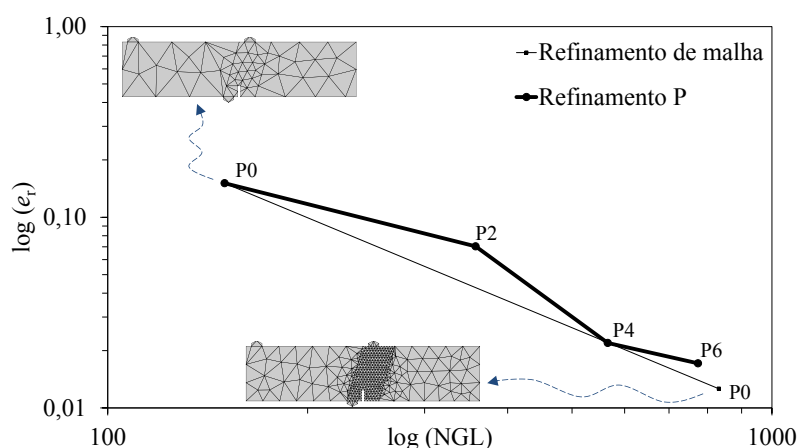 1,00
Refinamento de malha
Refinamento P
P0
log (er)
0,10
P2
P4
P6
P0
0,01
100
log (NGL)
1000